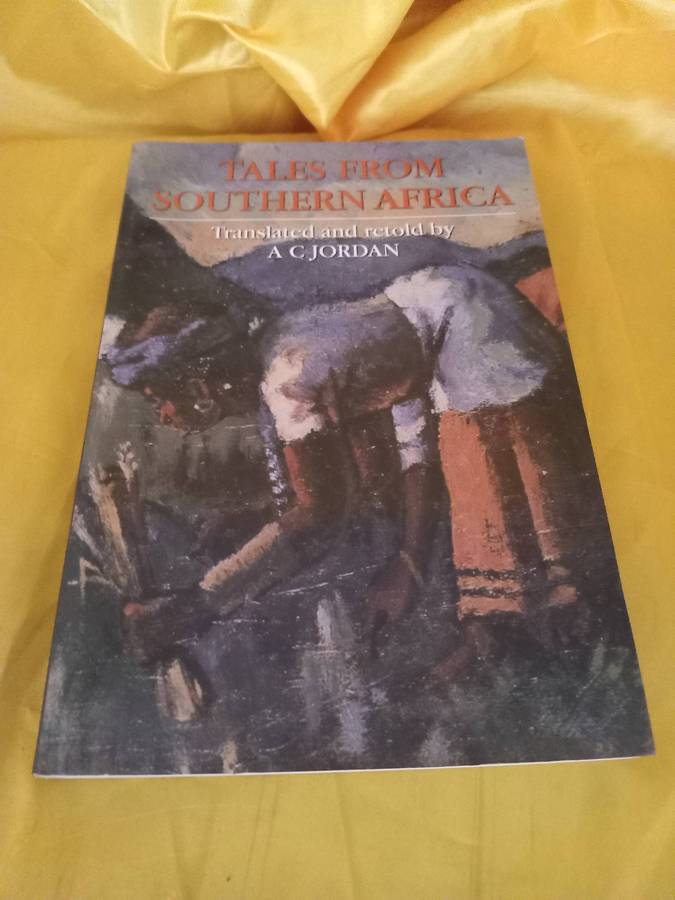 TALES FROM
SOUTHERN AFRICA
Translated and retold by
A C JORDAN